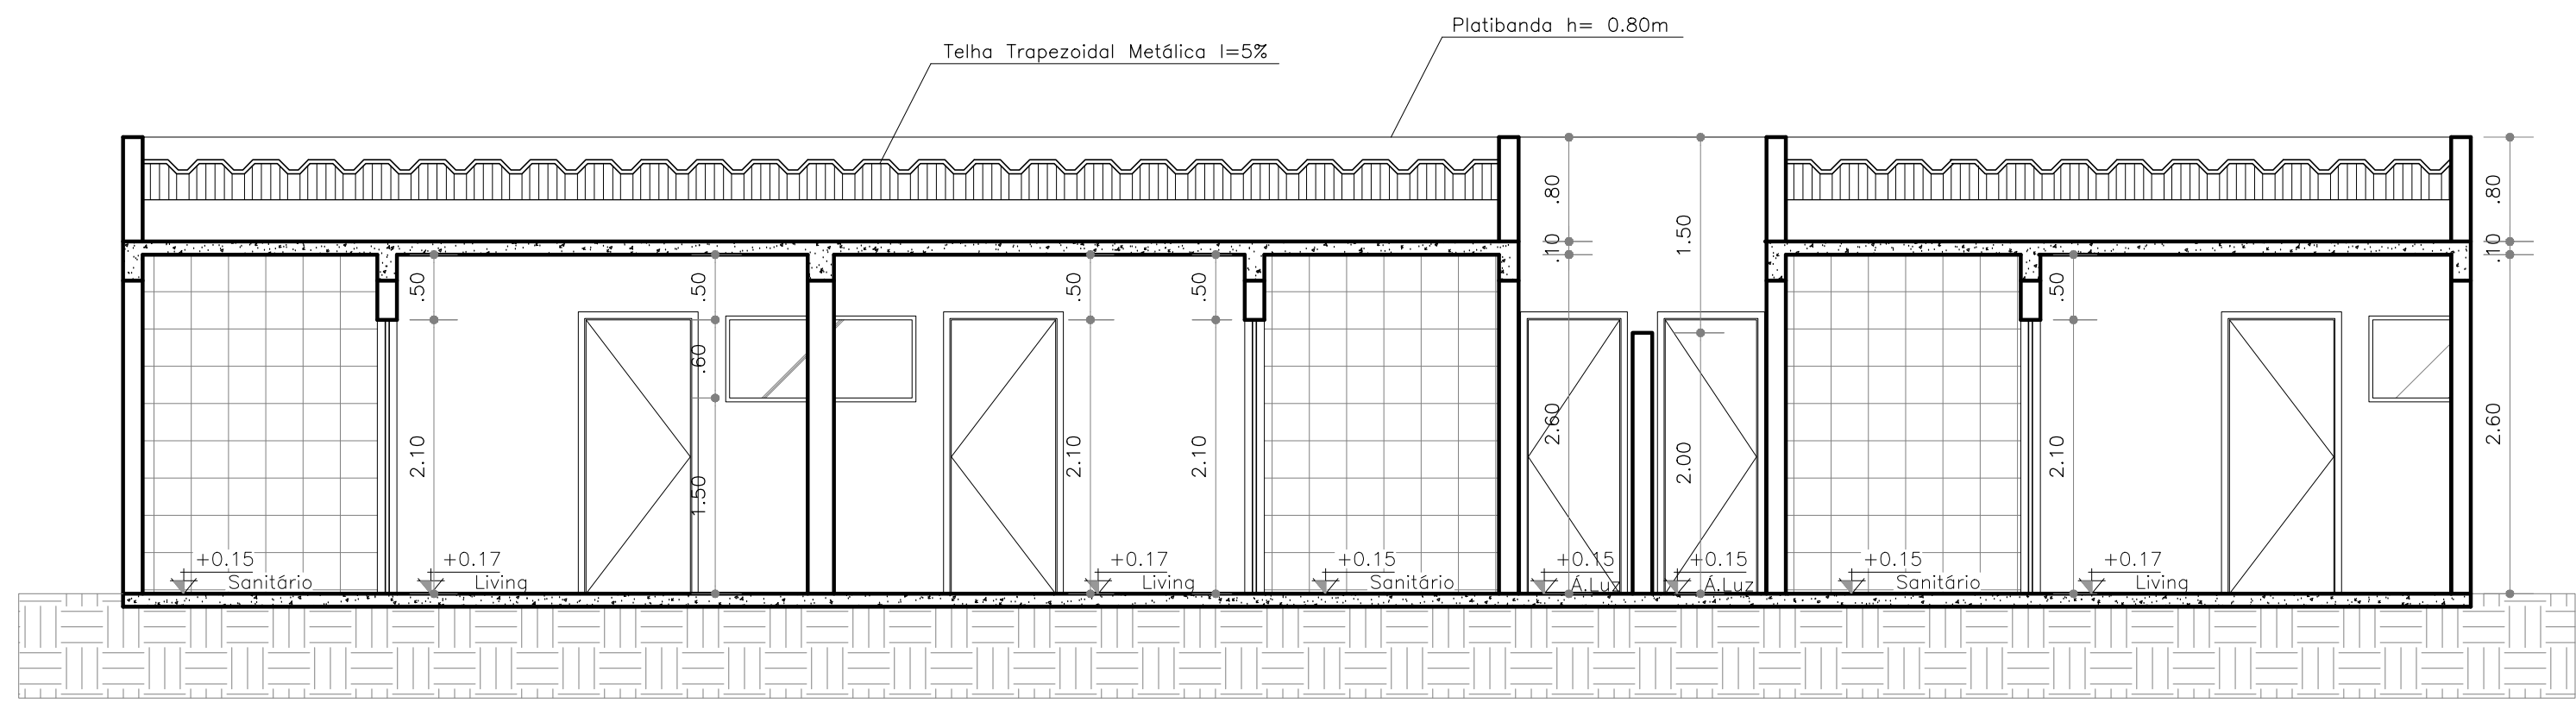 Platibanda h= 0.80m
Telha Trapezoidal Metálica I=5%
.80
.10
1.50
.80
.10
.50
.50
.50
.50
.50
.60
2.10
1.50
2.10
2.10
2.60
2.00
2.10
2.60
+0.15
Sanitário
+0.17
Living
+0.17
Living
+0.15
Sanitário
+0.15
Á.Luz
+0.15
Á.Luz
+0.15
Sanitário
+0.17
Living